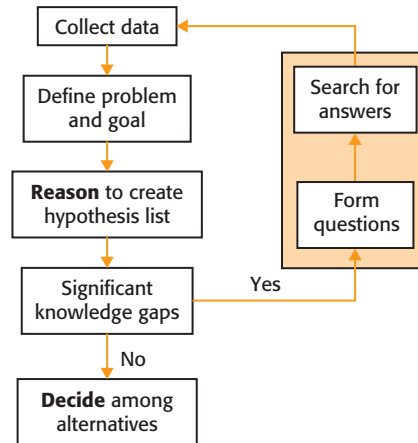 Collect data
Define problem
and goal
Reason to create
hypothesis list
Significant
knowledge gaps
Yes
No
Decide among
alternatives
Search for
answers
Form
questions